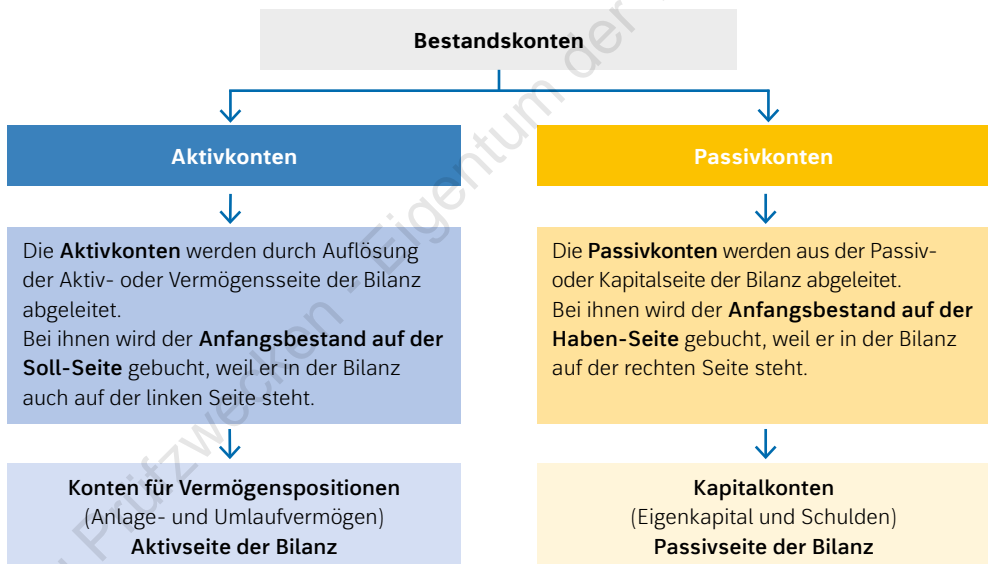 Bestandskonten
Aktivkonten
Passivkonten
Die Aktivkonten werden durch Auflösung
der Aktiv- oder Vermögensseite der Bilanz
abgeleitet.
Bei ihnen wird der Anfangsbestand auf der
Soll-Seite gebucht, weil er in der Bilanz
auch auf der linken Seite steht.
Die Passivkonten werden aus der Passiv-
oder Kapitalseite der Bilanz abgeleitet.
Bei ihnen wird der Anfangsbestand auf der
Haben-Seite gebucht, weil er in der Bilanz
auf der rechten Seite steht.
Konten für Vermögenspositionen
(Anlage- und Umlaufvermögen)
Aktivseite der Bilanz
Kapitalkonten
(Eigenkapital und Schulden)
Passivseite der Bilanz
Prüfzwecken - Eigentum der